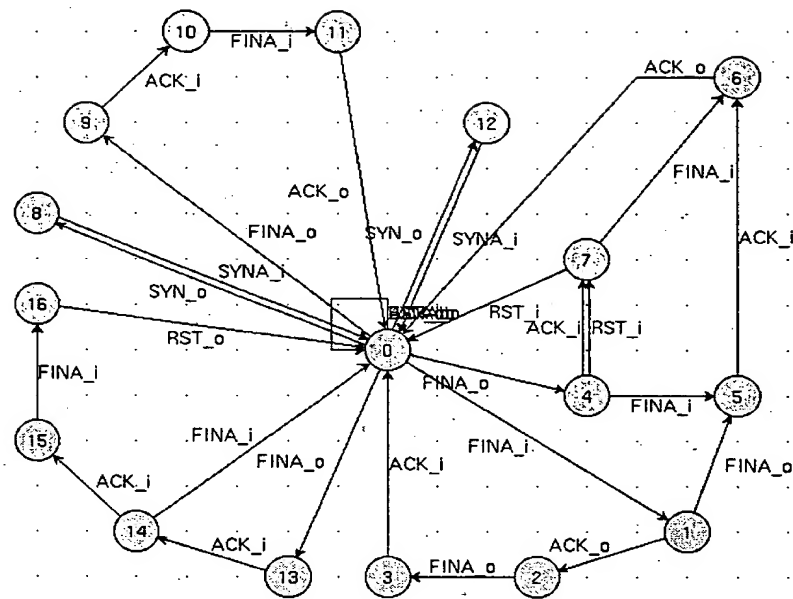 10
FINA_i
11
ACK_i
ACK_o
6
9
12
FINA_i
ACK_o
SYN_o
SYNA_i
8
FINA_o
ACK_i
SYNA_i
7
SYN_o
16
RST_i
RST_o
ACK_i
RST_i
0
FINA_o
FINA_i
4
FINA_i
5
15
FINA_i
FINA_o
ACK_i
FINA_i
FINA_o
ACK_i
14
1
ACK_i
ACK_o
13
3
FINA_o
2